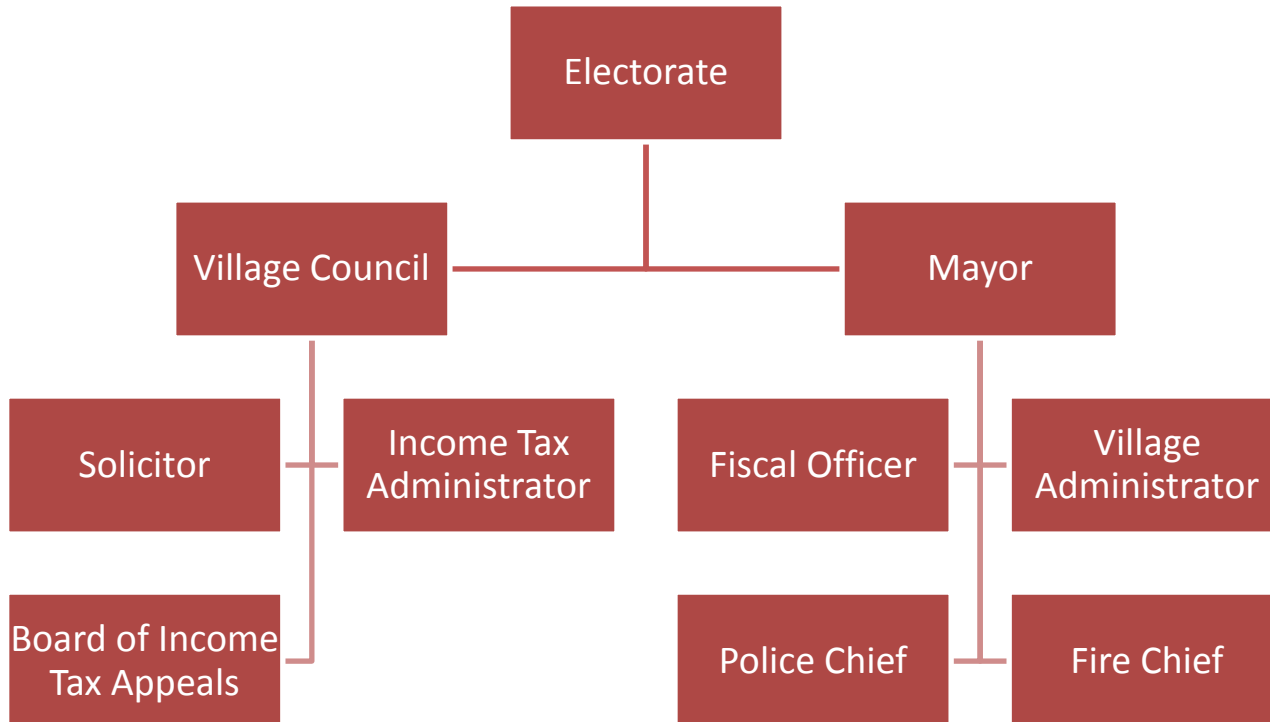 Electorate
Village Council
Mayor
Solicitor
Income Tax
Administrator
Fiscal Officer
Village
Administrator
Board of Income
Tax Appeals
Police Chief
Fire Chief